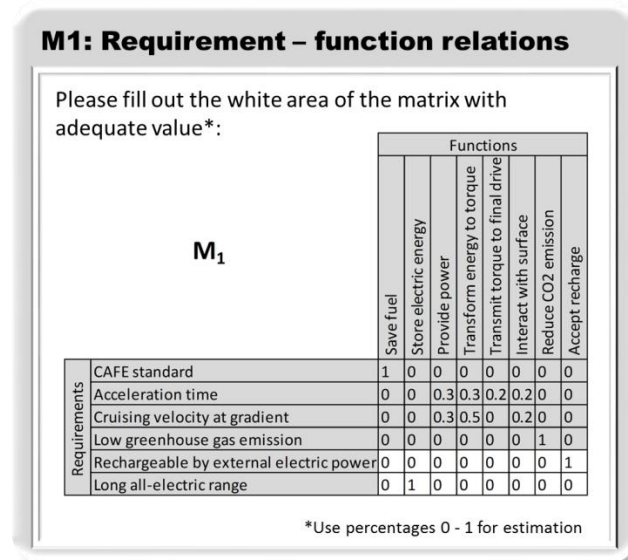 M1: Requirement – function relations
Please fill out the white area of the matrix with
adequate value*:
M1
Functions
Save fuel
Store electric energy
Provide power
Transform energy to torque
Transmit torque to final drive
Interact with surface
Reduce CO2 emission
Accept recharge
Requirements
CAFE standard 1 0 0 0 0 0 0 0
Acceleration time 0 0 0.3 0.3 0.2 0.2 0 0
Cruising velocity at gradient 0 0 0.3 0.5 0 0.2 0 0
Low greenhouse gas emission 0 0 0 0 0 0 1 0
Rechargeable by external electric power 0 0 0 0 0 0 0 1
Long all-electric range 0 1 0 0 0 0 0 0
*Use percentages 0 - 1 for estimation